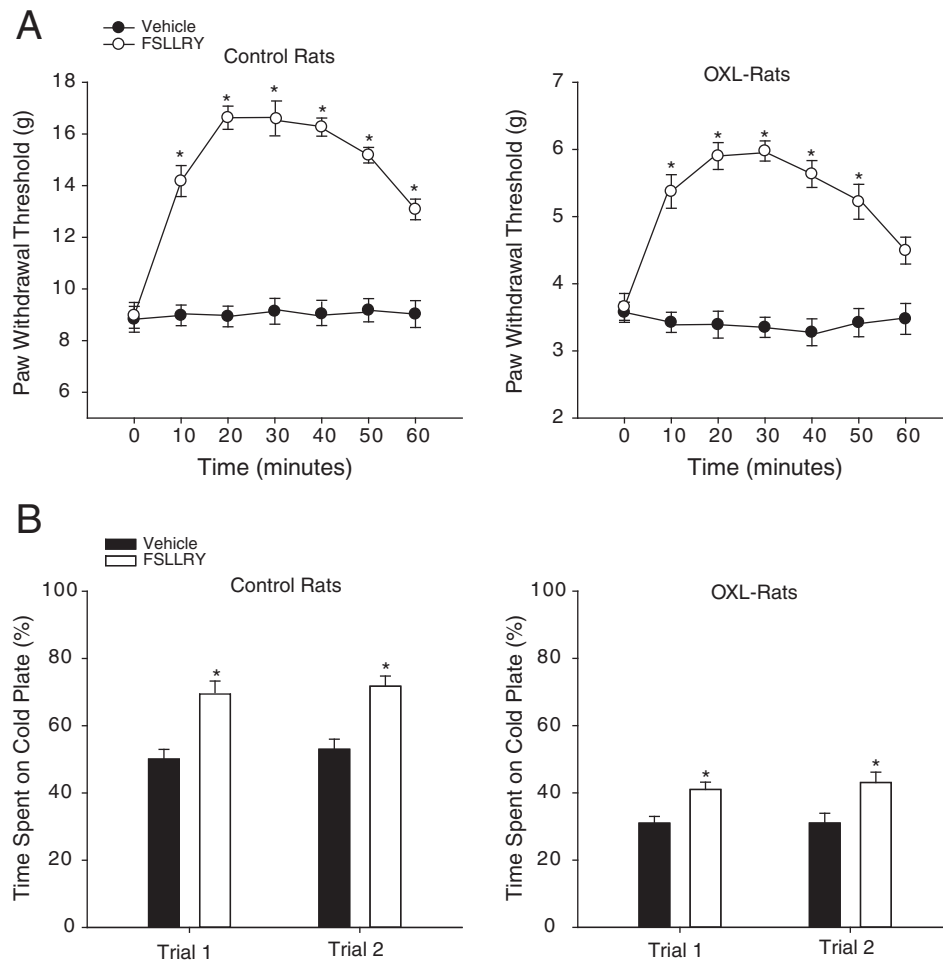 A
Vehicle
FSLLRY
Control Rats
Paw Withdrawal Threshold (g)
18
16
14
12
10
8
6
* * * * * *
0 10 20 30 40 50 60
Time (minutes)
OXL-Rats
Paw Withdrawal Threshold (g)
7
6
5
4
3
2
* * * * *
0 10 20 30 40 50 60
Time (minutes)
B
Vehicle
FSLLRY
Control Rats
Time Spent on Cold Plate (%)
100
80
60
40
20
0
* *
Trial 1 Trial 2
OXL-Rats
Time Spent on Cold Plate (%)
100
80
60
40
20
0
* *
Trial 1 Trial 2